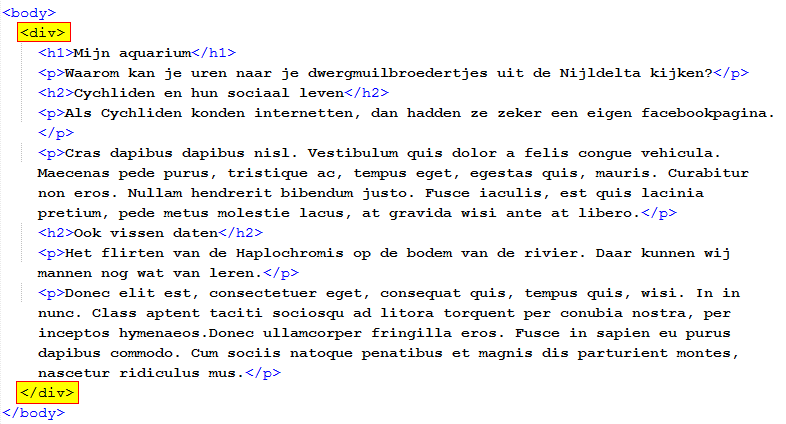 <body>
<div>
<h1>Mijn aquarium</h1>
<p>Waarom kan je uren naar je dwergmuilbroedertjes uit de Nijldelta kijken?</p>
<h2>Cychliden en hun sociaal leven</h2>
<p>Als Cychliden konden internetten, dan hadden ze zeker een eigen facebookpagina.
</p>
<p>Cras dapibus dapibus nisl. Vestibulum quis dolor a felis congue vehicula.
Maecenas pede purus, tristique ac, tempus eget, egestas quis, mauris. Curabitur
non eros. Nullam hendrerit bibendum justo. Fusce iaculis, est quis lacinia
pretium, pede metus molestie lacus, at gravida wisi ante at libero.</p>
<h2>Ook vissen daten</h2>
<p>Het flirten van de Haplochromis op de bodem van de rivier. Daar kunnen wij
mannen nog wat van leren.</p>
<p>Donec elit est, consectetuer eget, consequat quis, tempus quis, wisi. In in
nunc. Class aptent taciti sociosqu ad litora torquent per conubia nostra, per
inceptos hymenaeos.Donec ullamcorper fringilla eros. Fusce in sapien eu purus
dapibus commodo. Cum sociis natoque penatibus et magnis dis parturient montes,
nascetur ridiculus mus.</p>
</div>
</body>